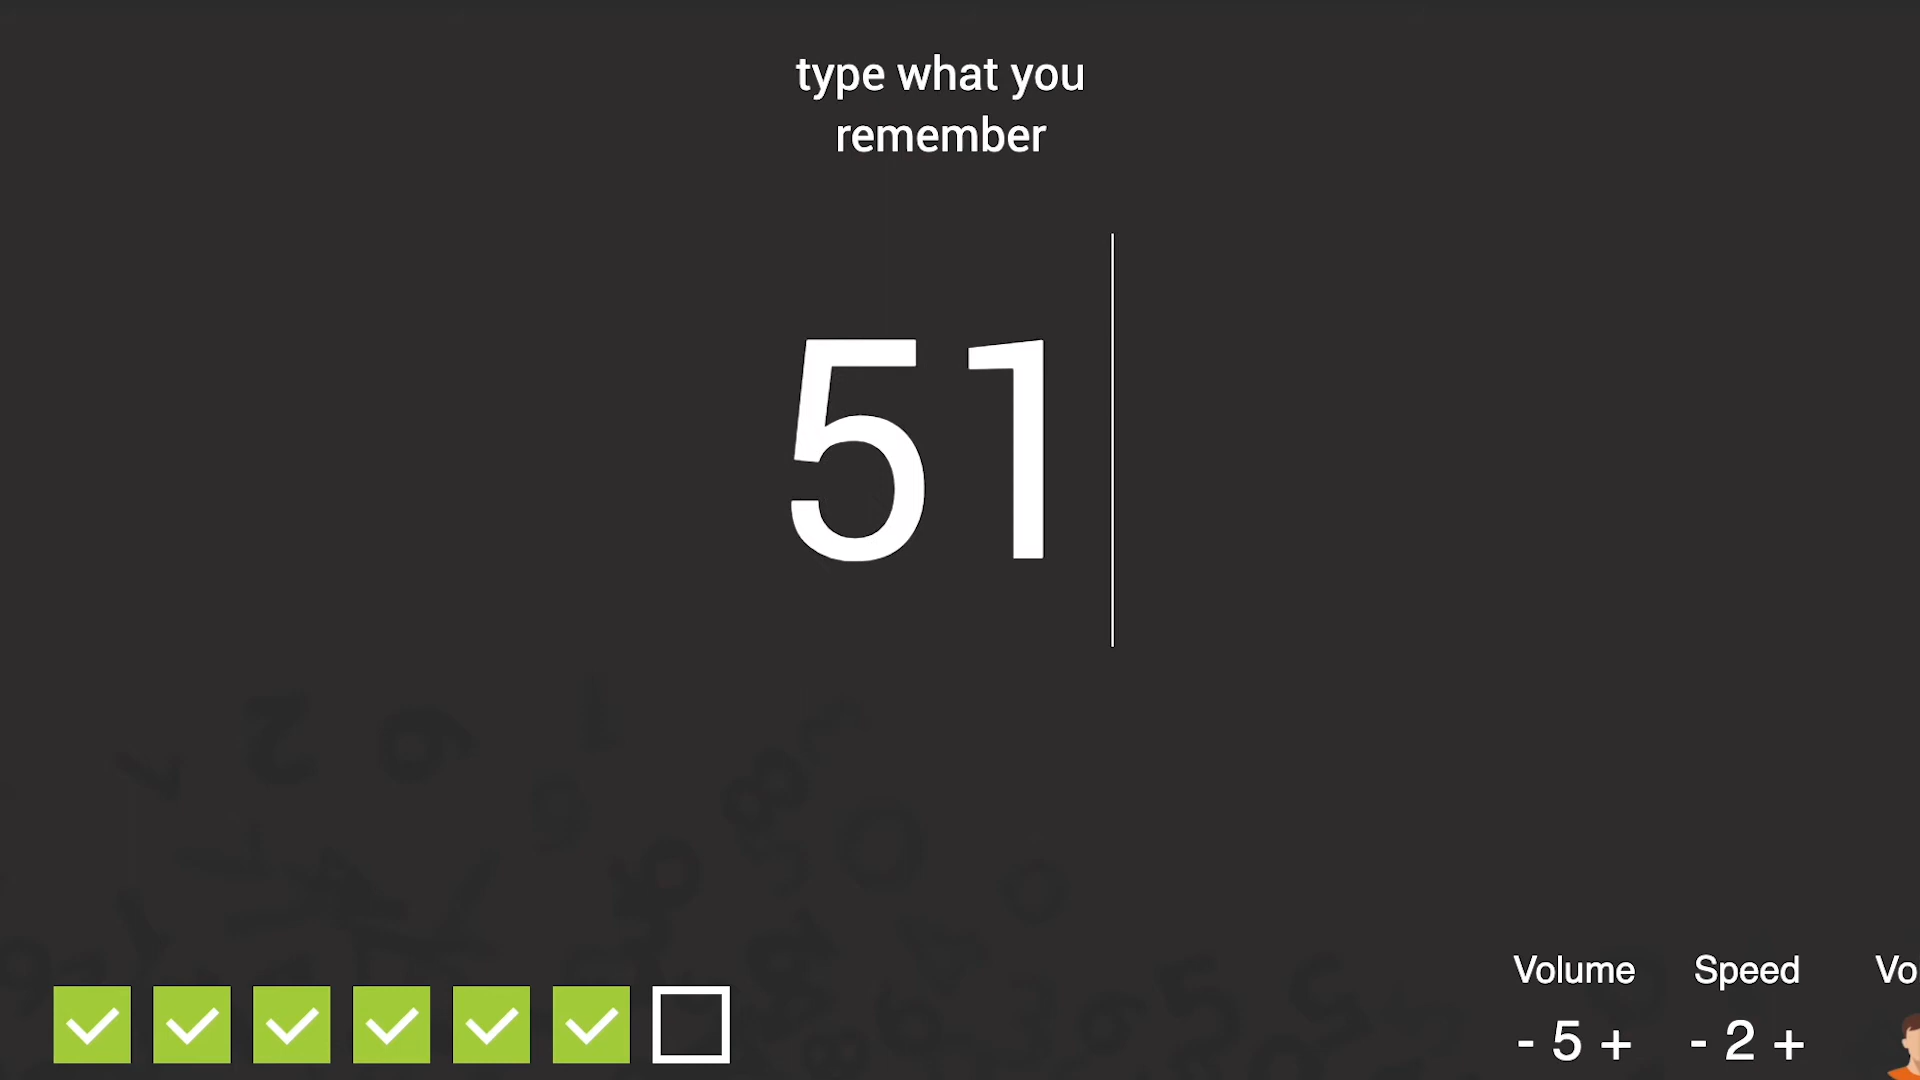 type what you
remember
51
Volume Speed Vo
- 5 + - 2 +